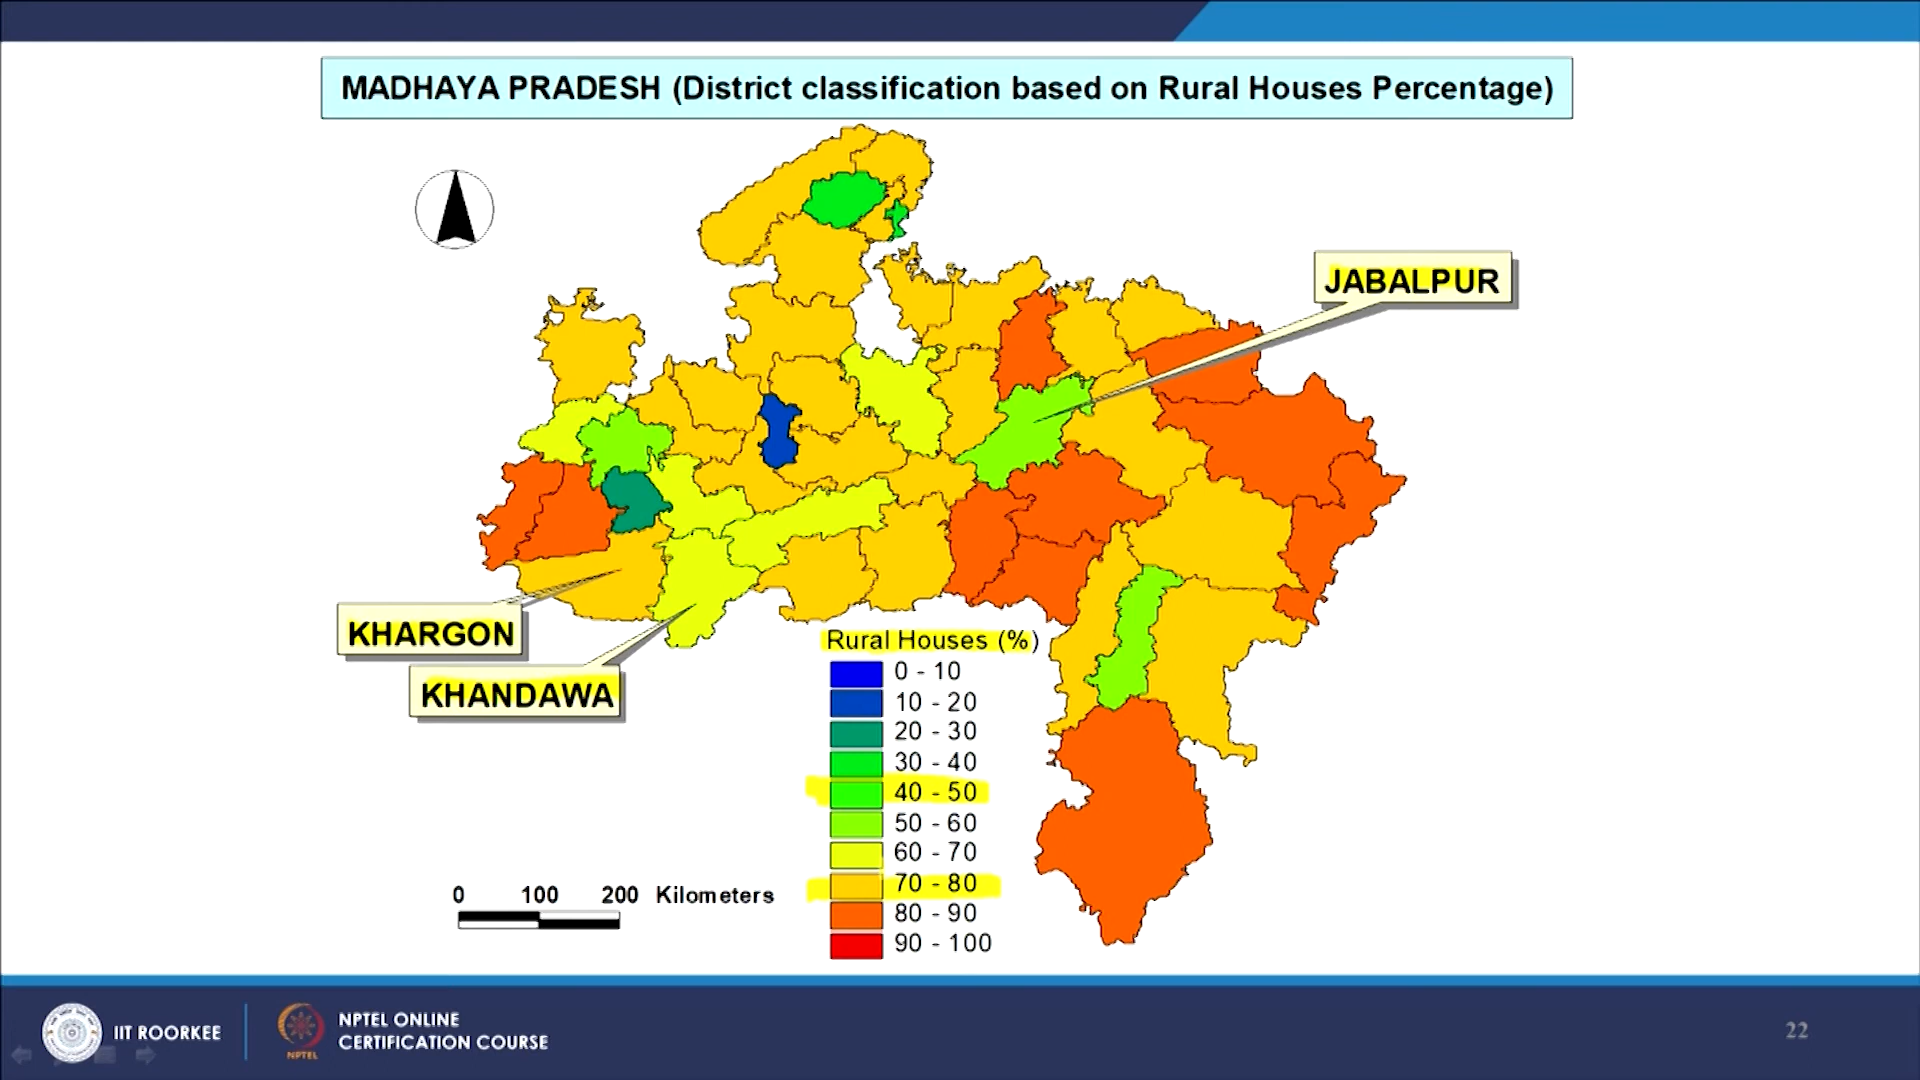 MADHAYA PRADESH (District classification based on Rural Houses Percentage)
JABALPUR
KHARGON
KHANDAWA
Rural Houses (%)
0 - 10
10 - 20
20 - 30
30 - 40
40 - 50
50 - 60
60 - 70
70 - 80
80 - 90
90 - 100
0 100 200 Kilometers
IIT ROORKEE
NPTEL
NPTEL ONLINE
CERTIFICATION COURSE
22